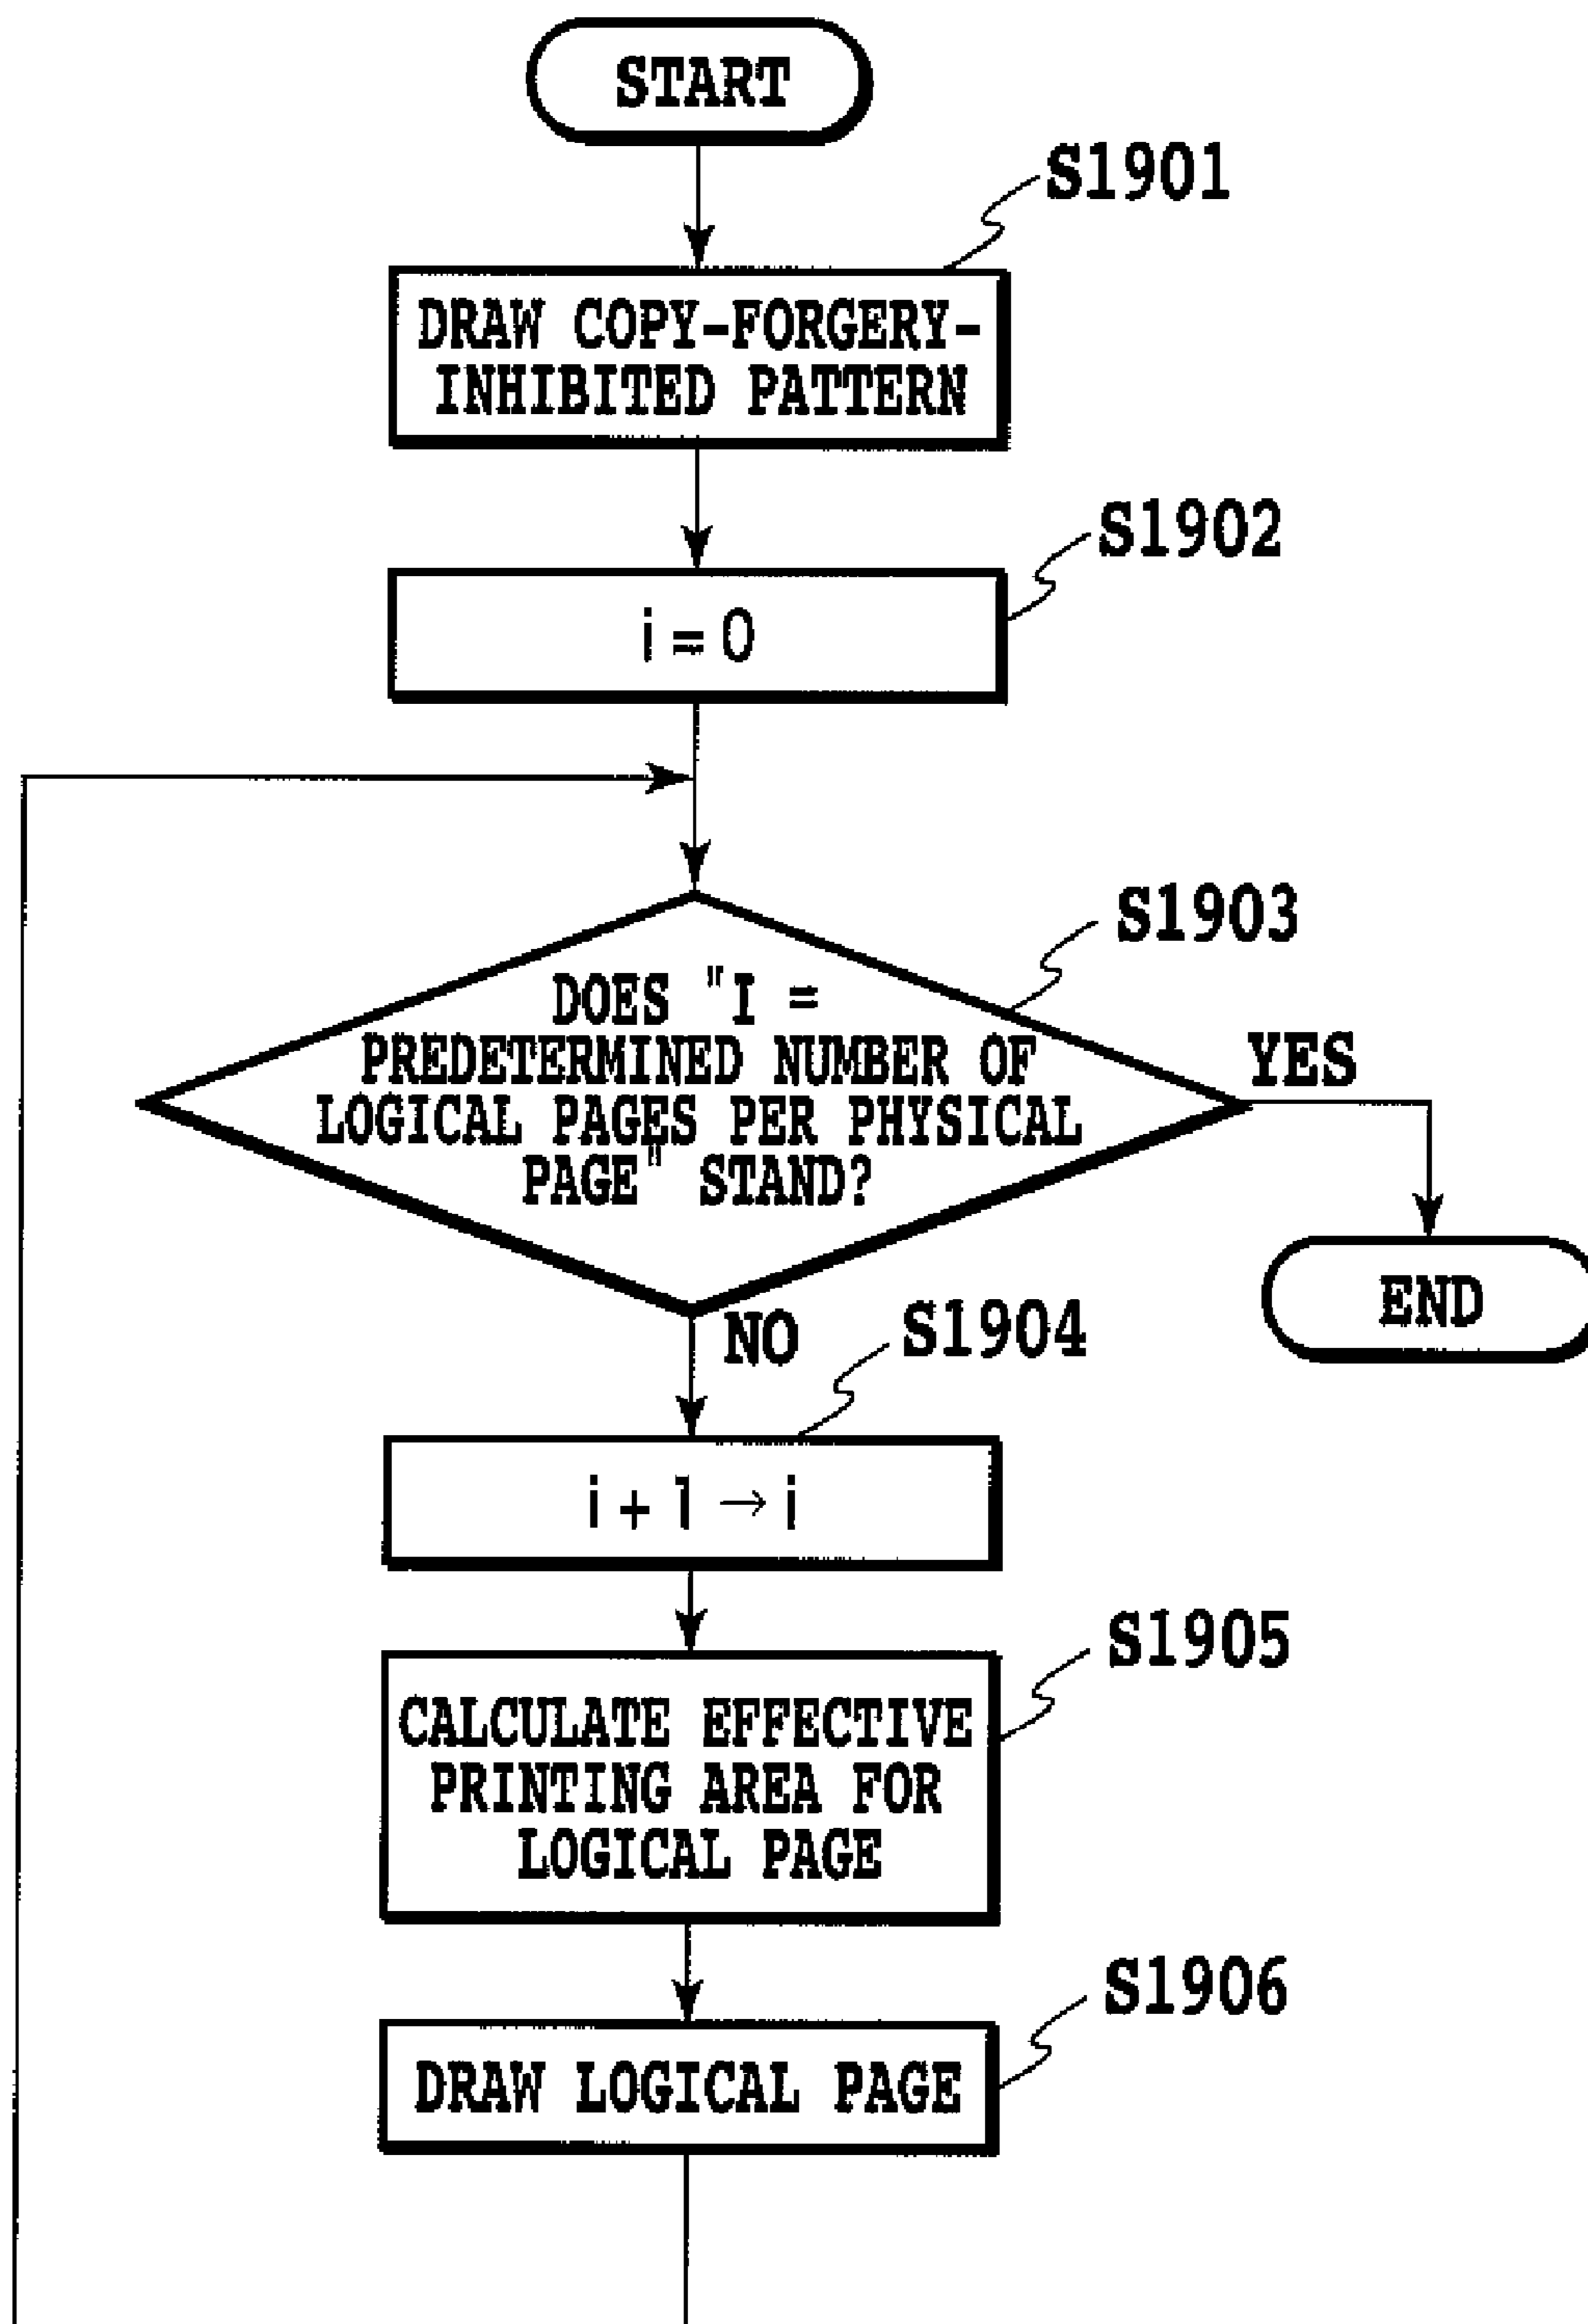 START
S1901
DRAW COPY-FORGERY-
INHIBITED PATTERN
S1902
i = 0
S1903
DOES "I =
PREDETERMINED NUMBER OF
LOGICAL PAGES PER PHYSICAL
PAGE" STAND?
YES
END
NO
S1904
i + 1 → i
S1905
CALCULATE EFFECTIVE
PRINTING AREA FOR
LOGICAL PAGE
S1906
DRAW LOGICAL PAGE